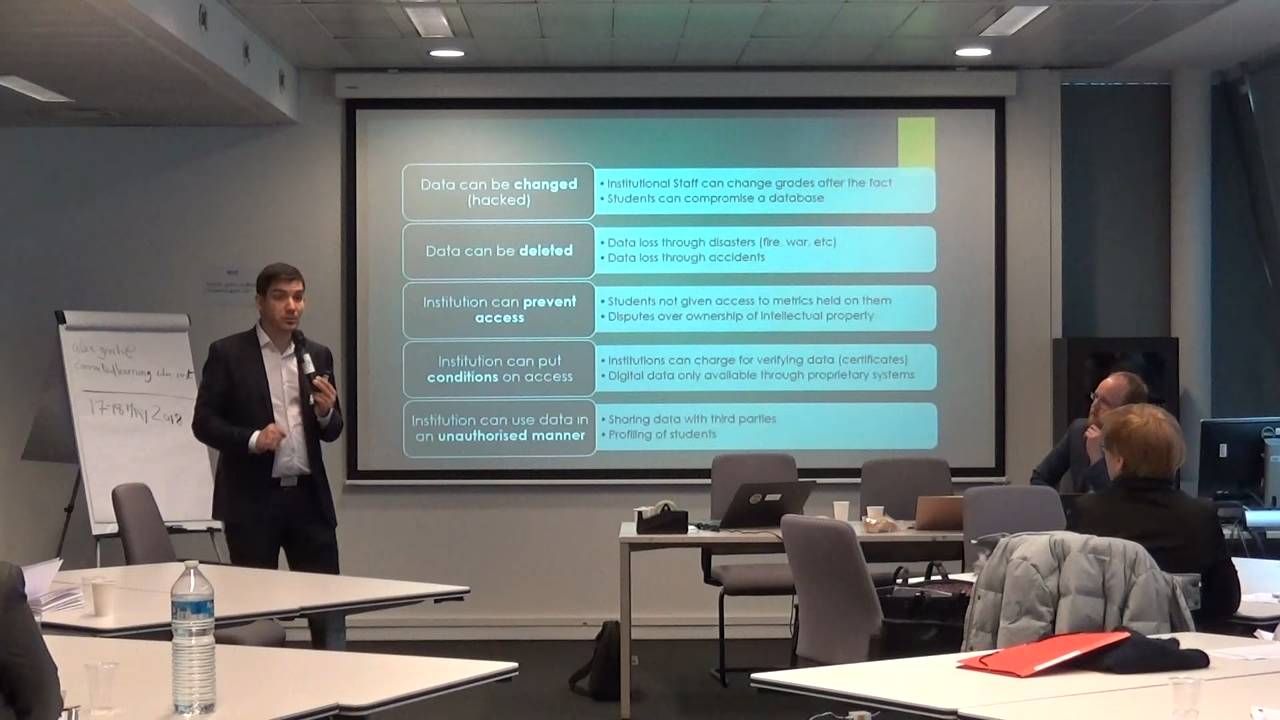 Data can be changed
(hacked)
• Institutional Staff can change grades after the fact
• Students can compromise a database
Data can be deleted
• Data loss through disasters (fire, war, etc)
• Data loss through accidents
Institution can prevent
access
• Students not given access to metrics held on them
• Disputes over ownership of intellectual property
Institution can put
conditions on access
• Institutions can charge for verifying data (certificates)
• Digital data only available through proprietary systems
Institution can use data in
an unauthorised manner
• Sharing data with third parties
• Profiling of students